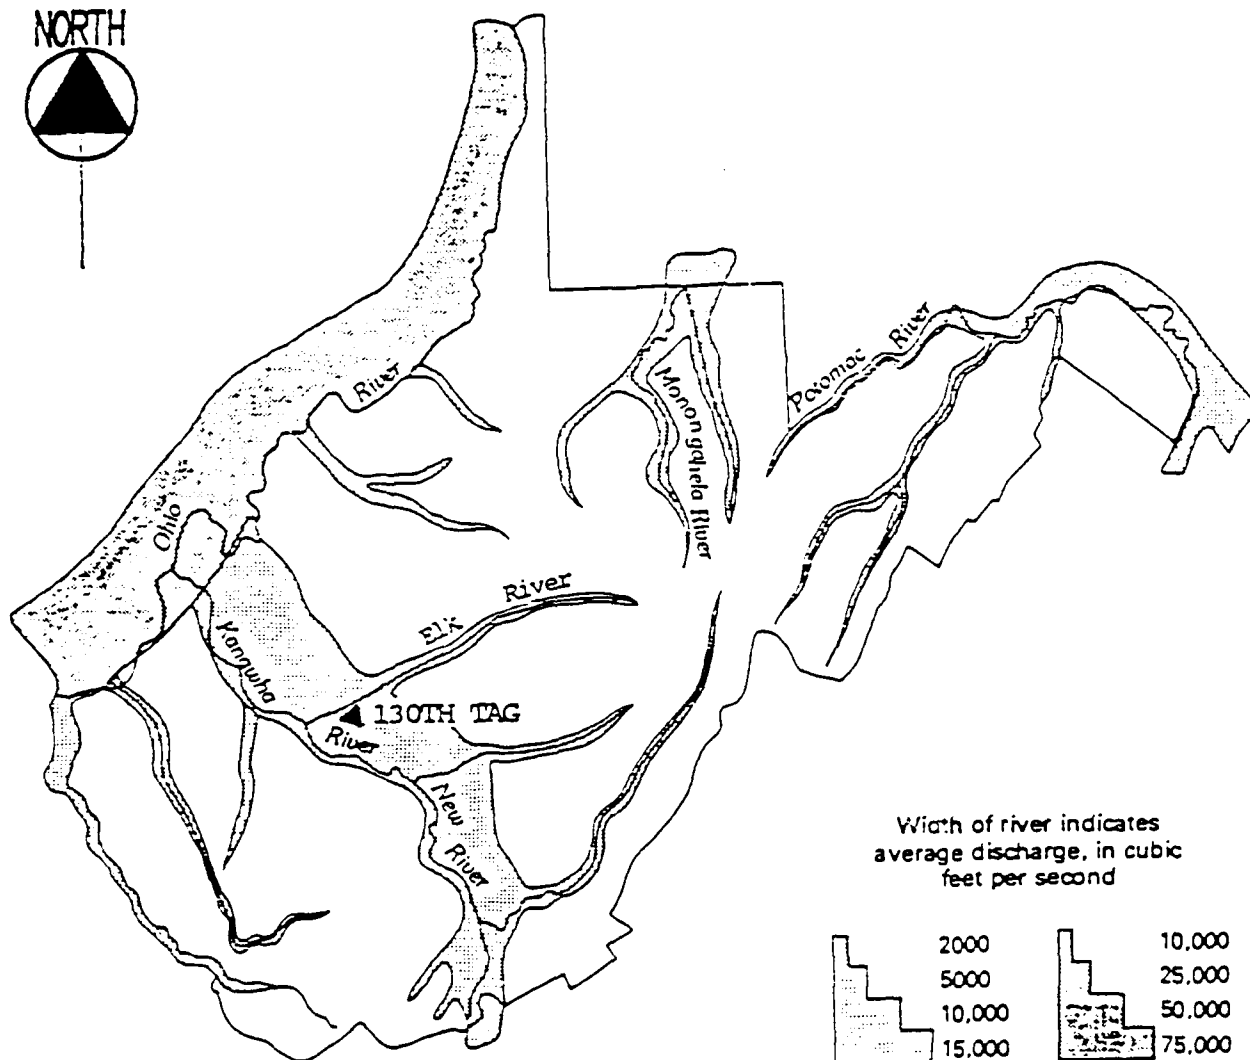 NORTH
Potomac River
River
Monongahela River
Ohio
Elk River
Kanawha
130TH TAG
River
New
River
Width of river indicates
average discharge, in cubic
feet per second
2000
5000
10,000
15,000
10,000
25,000
50,000
75,000